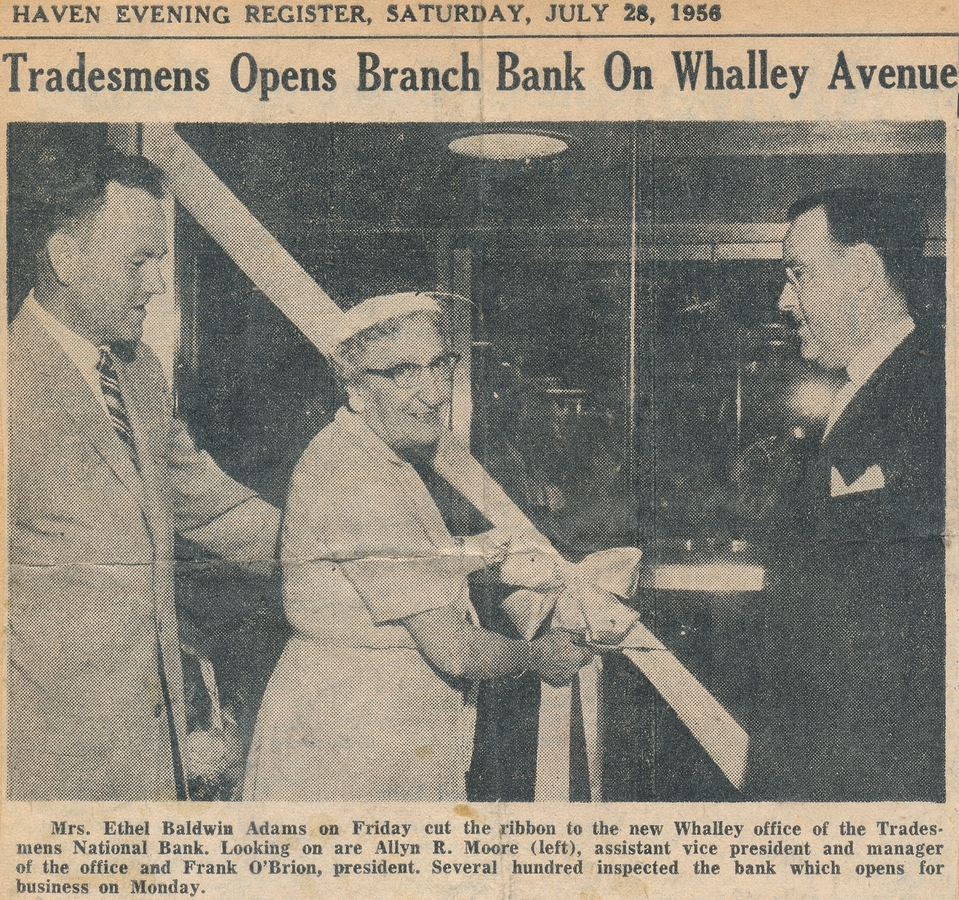 HAVEN EVENING REGISTER, SATURDAY, JULY 28, 1956
Tradesmens Opens Branch Bank On Whalley Avenue
Mrs. Ethel Baldwin Adams on Friday cut the ribbon to the new Whalley office of the Trades-
mens National Bank. Looking on are Allyn R. Moore (left), assistant vice president and manager
of the office and Frank O'Brion, president. Several hundred inspected the bank which opens for
business on Monday.